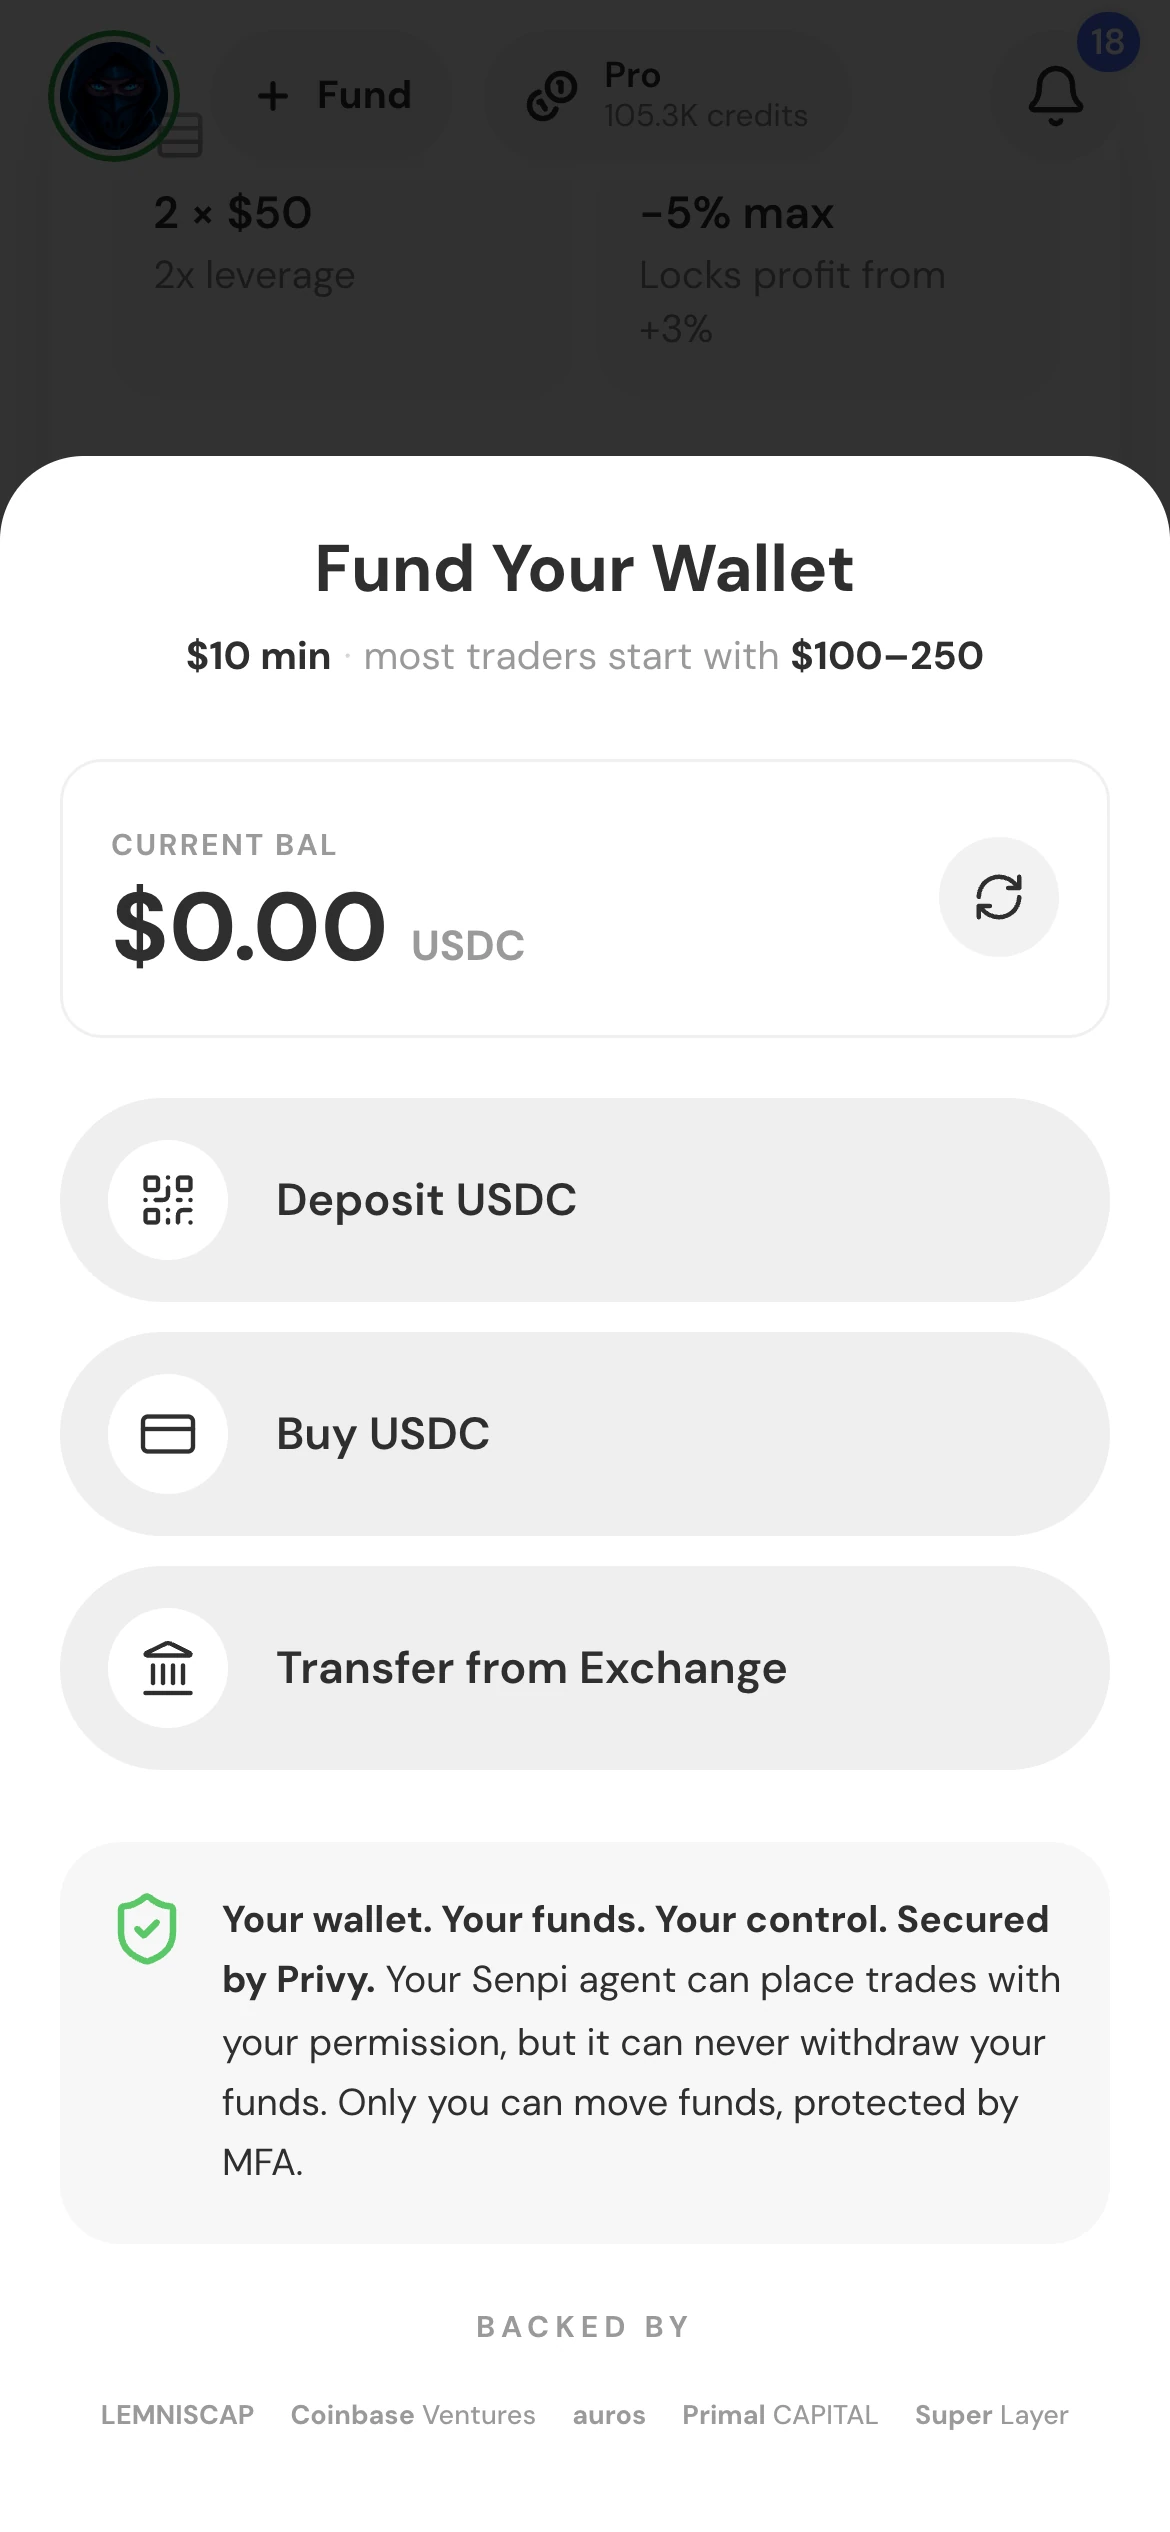 18
Fund
Pro
105.3K credits
2 × $50
2x leverage
-5% max
Locks profit from
+3%
Fund Your Wallet
$10 min · most traders start with $100–250
CURRENT BAL
$0.00 USDC
Deposit USDC
Buy USDC
Transfer from Exchange
Your wallet. Your funds. Your control. Secured
by Privy. Your Senpi agent can place trades with
your permission, but it can never withdraw your
funds. Only you can move funds, protected by
MFA.
BACKED BY
LEMNISCAP Coinbase Ventures auros Primal CAPITAL Super Layer